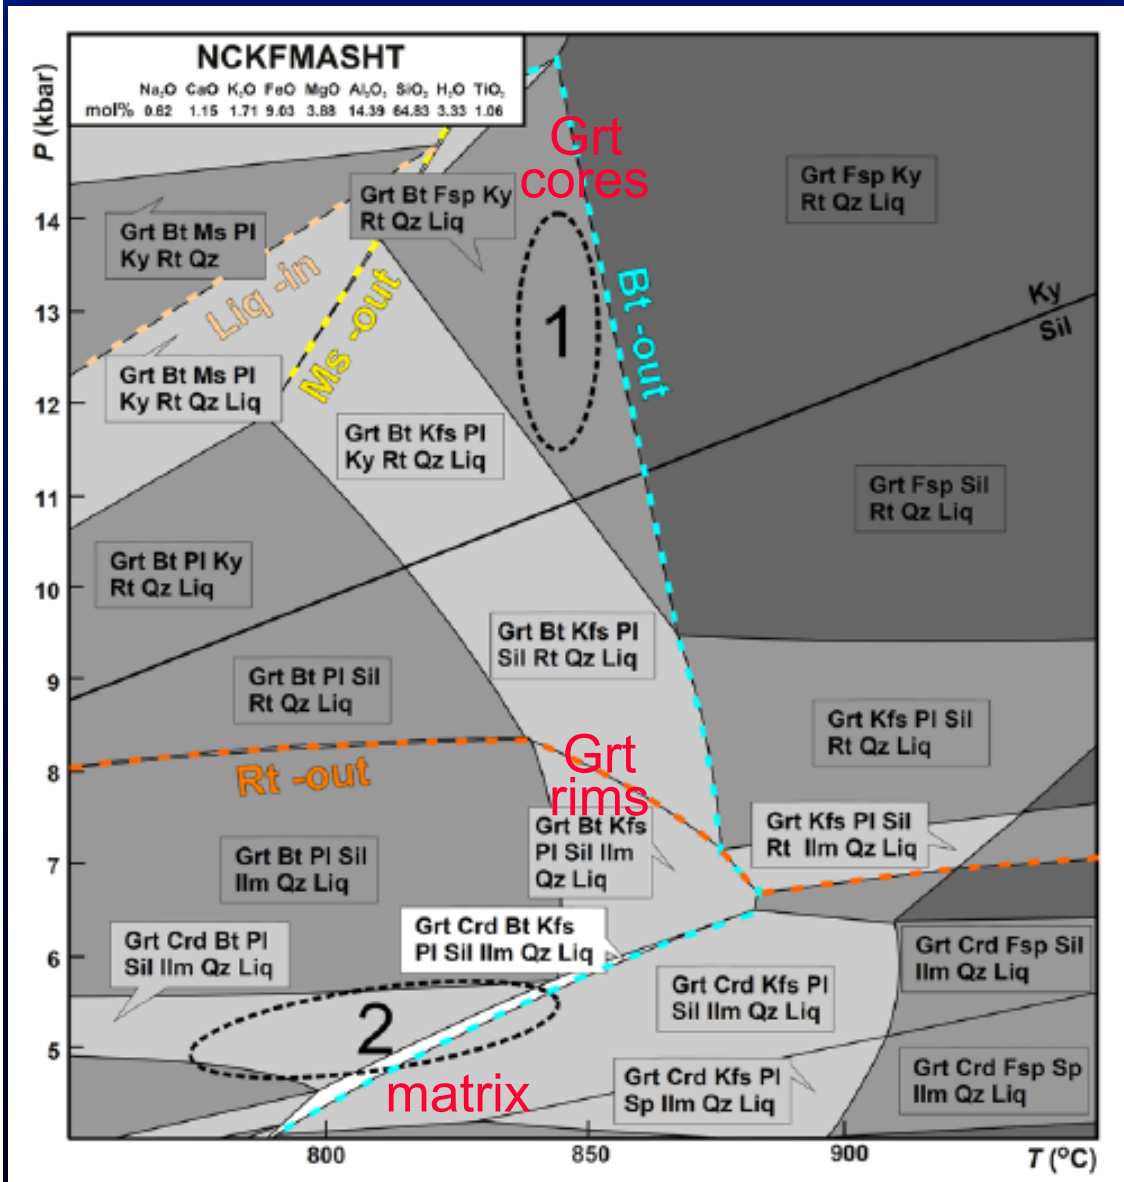 NCKFMASHT
Na₂O CaO K₂O FeO MgO Al₂O₃ SiO₂ H₂O TiO₂
mol% 0.62 1.15 1.71 9.03 3.88 14.39 64.83 3.33 1.06
P (kbar)
14
13
12
11
10
9
8
7
6
5
Grt
cores
Grt Bt Fsp Ky
Rt Qz Liq
Grt Fsp Ky
Rt Qz Liq
Grt Bt Ms Pl
Ky Rt Qz
Liq -in
Ms -out
1
Bt -out
Ky
Sil
Grt Bt Ms Pl
Ky Rt Qz Liq
Grt Bt Kfs Pl
Ky Rt Qz Liq
Grt Fsp Sil
Rt Qz Liq
Grt Bt Pl Ky
Rt Qz Liq
Grt Bt Kfs Pl
Sil Rt Qz Liq
Grt Bt Pl Sil
Rt Qz Liq
Grt Kfs Pl Sil
Rt Qz Liq
Rt -out
Grt
rims
Grt Bt Kfs
Pl Sil Ilm
Qz Liq
Grt Kfs Pl Sil
Rt Ilm Qz Liq
Grt Bt Pl Sil
Ilm Qz Liq
Grt Crd Bt Kfs
Pl Sil Ilm Qz Liq
Grt Crd Bt Pl
Sil Ilm Qz Liq
Grt Crd Fsp Sil
Ilm Qz Liq
Grt Crd Kfs Pl
Sil Ilm Qz Liq
2
matrix
Grt Crd Kfs Pl
Sp Ilm Qz Liq
Grt Crd Fsp Sp
Ilm Qz Liq
800
850
900
T (°C)